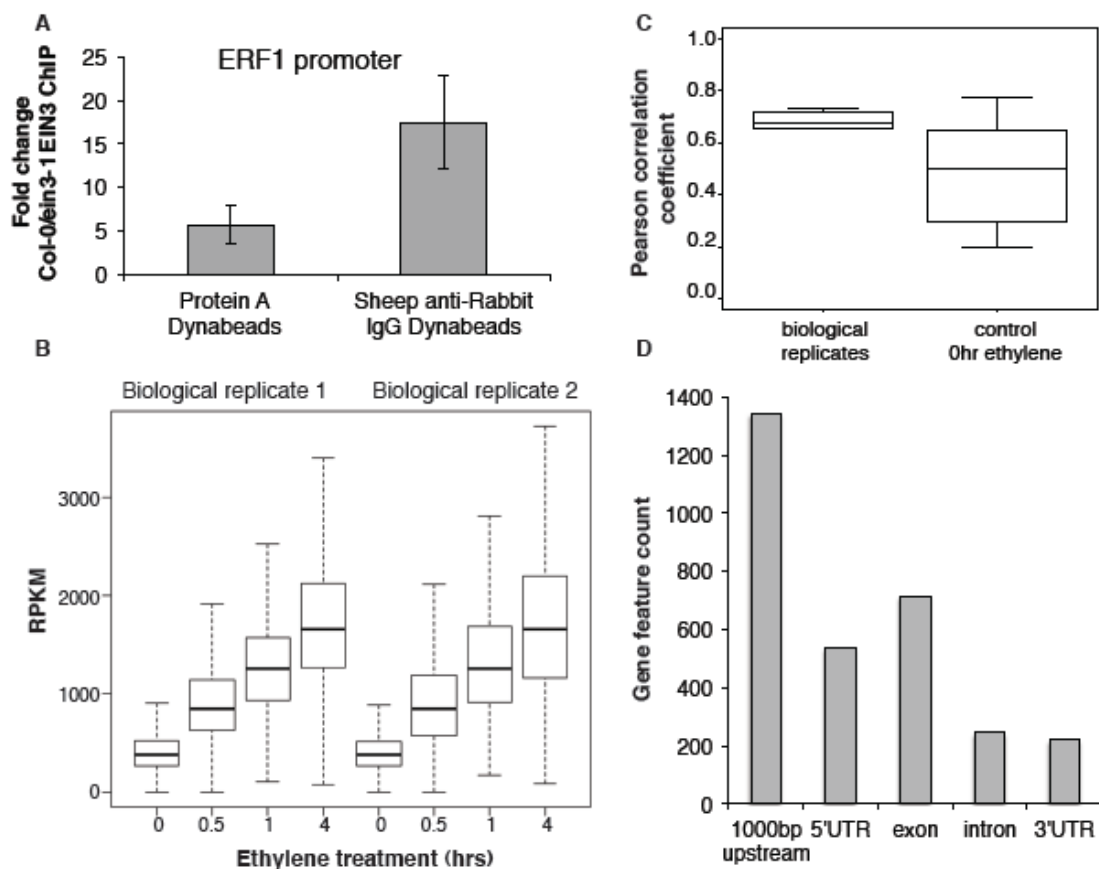 A
ERF1 promoter
Fold change
Col-0/ein3-1 EIN3 ChIP
25
20
15
10
5
0
Protein A
Dynabeads
Sheep anti-Rabbit
IgG Dynabeads
B
Biological replicate 1
Biological replicate 2
RPKM
3000
2000
1000
0
0 0.5 1 4 0 0.5 1 4
Ethylene treatment (hrs)
C
Pearson correlation
coefficient
1.0
0.8
0.6
0.4
0.2
0.0
biological
replicates
control
0hr ethylene
D
Gene feature count
1400
1200
1000
800
600
400
200
0
1000bp
upstream
5'UTR
exon
intron
3'UTR